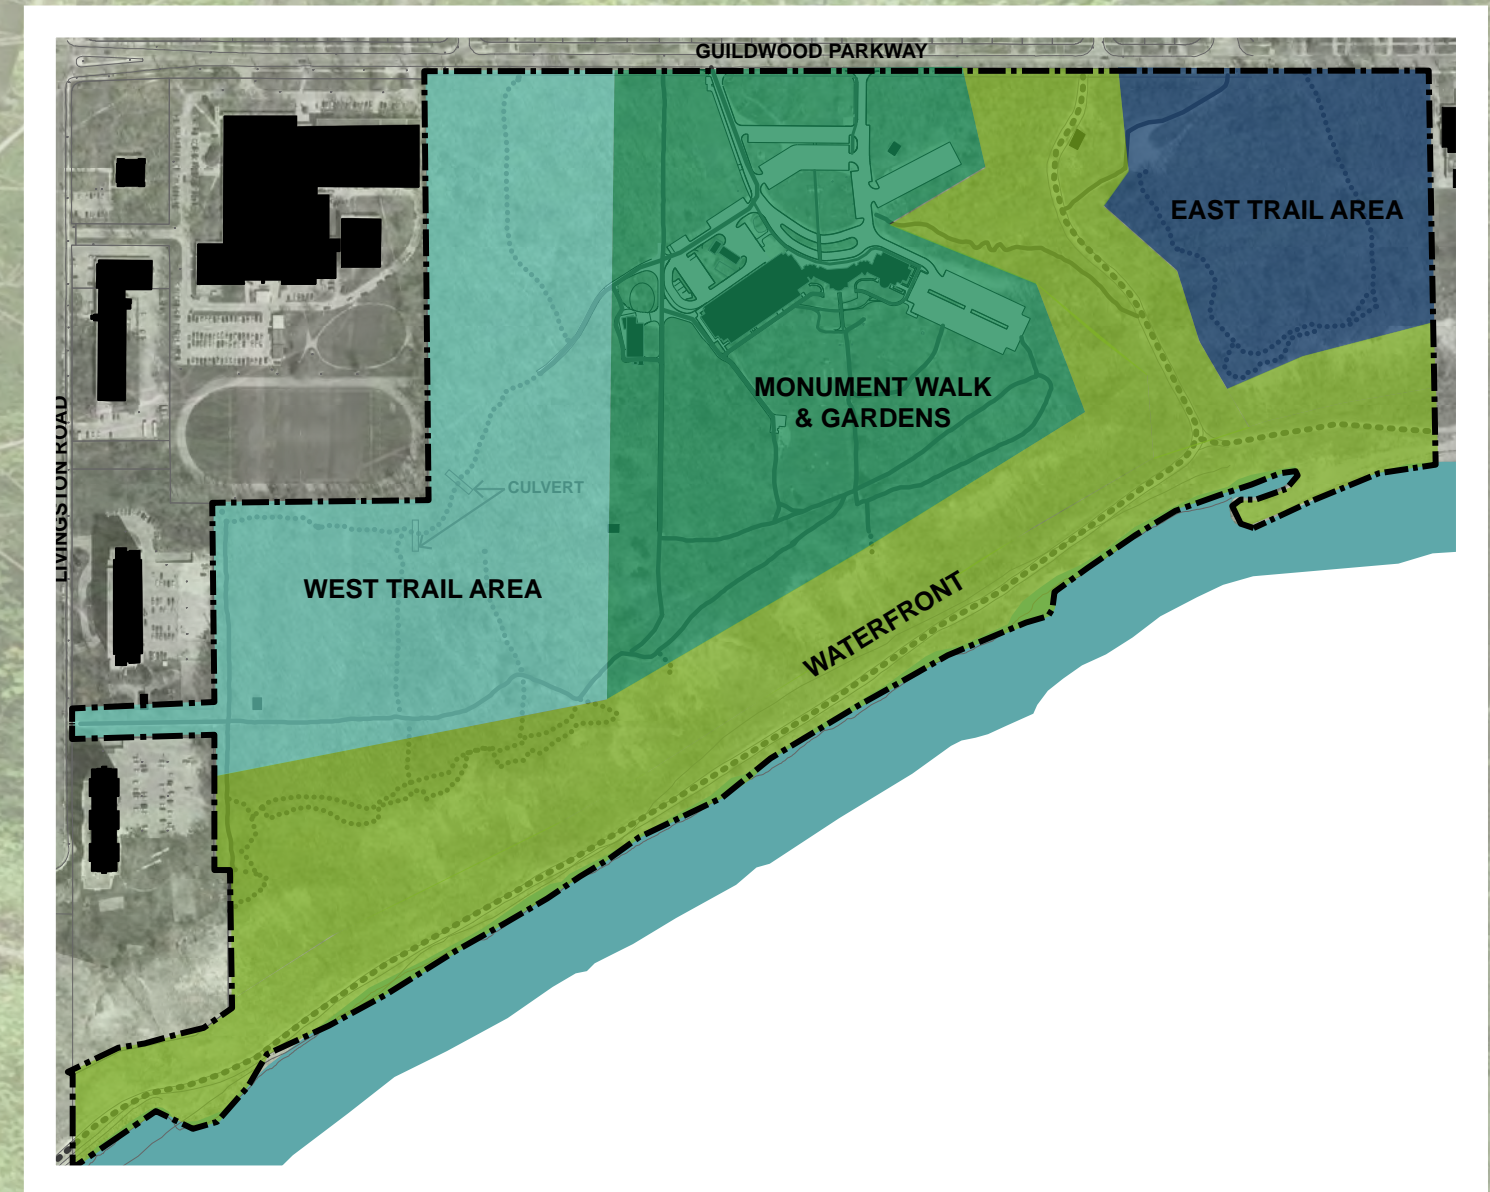 GUILDWOOD PARKWAY
EAST TRAIL AREA
MONUMENT WALK
& GARDENS
LIVINGSTON ROAD
CULVERT
WEST TRAIL AREA
WATERFRONT